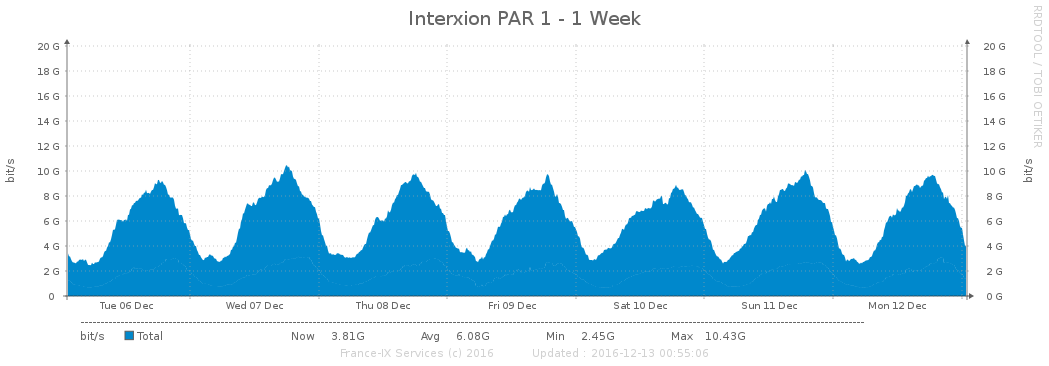 Interxion PAR 1 - 1 Week
RRDTOOL / TOBI OETIKER
bit/s
bit/s
20 G 20 G
18 G 18 G
16 G 16 G
14 G 14 G
12 G 12 G
10 G 10 G
8 G 8 G
6 G 6 G
4 G 4 G
2 G 2 G
0 0 G
Tue 06 Dec Wed 07 Dec Thu 08 Dec Fri 09 Dec Sat 10 Dec Sun 11 Dec Mon 12 Dec
bit/s Total Now 3.81G Avg 6.08G Min 2.45G Max 10.43G
France-IX Services (c) 2016 Updated : 2016-12-13 00:55:06